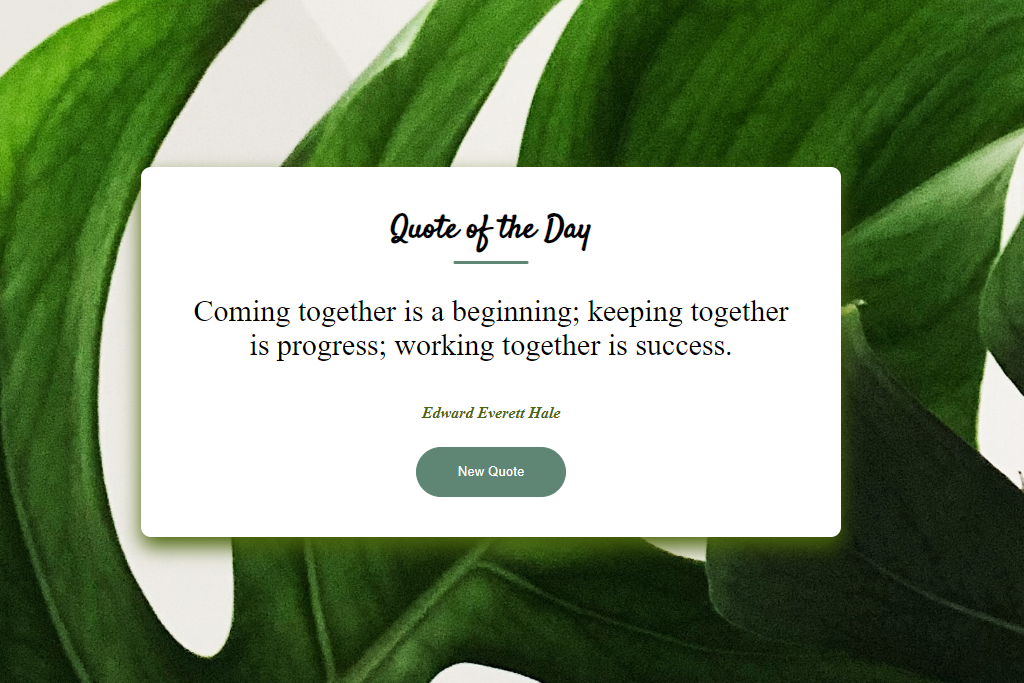 Quote of the Day
Coming together is a beginning; keeping together
is progress; working together is success.
Edward Everett Hale
New Quote